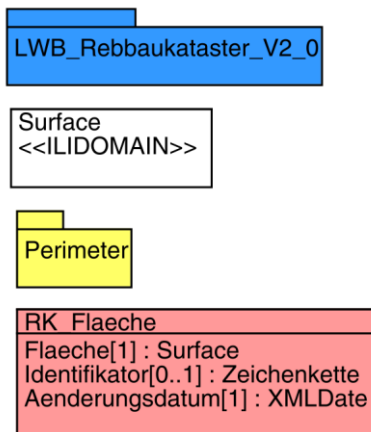 LWB_Rebbaukataster_V2_0
Surface
<<ILIDOMAIN>>
Perimeter
RK_Flaeche
Flaeche[1] : Surface
Identifikator[0..1] : Zeichenkette
Aenderungsdatum[1] : XMLDate